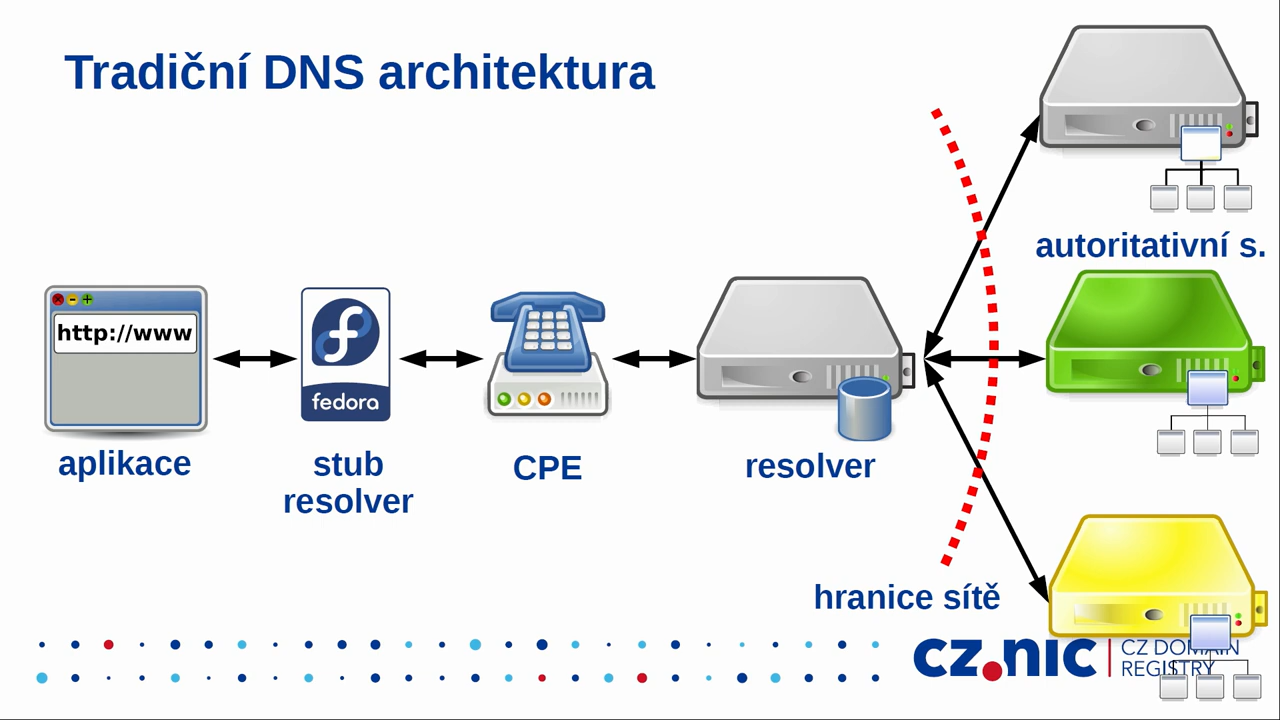 Tradiční DNS architektura
autoritativní s.
http://www
fedora
aplikace
stub
resolver
CPE
resolver
hranice sítě
CZ.NIC
CZ DOMAIN
REGISTRY